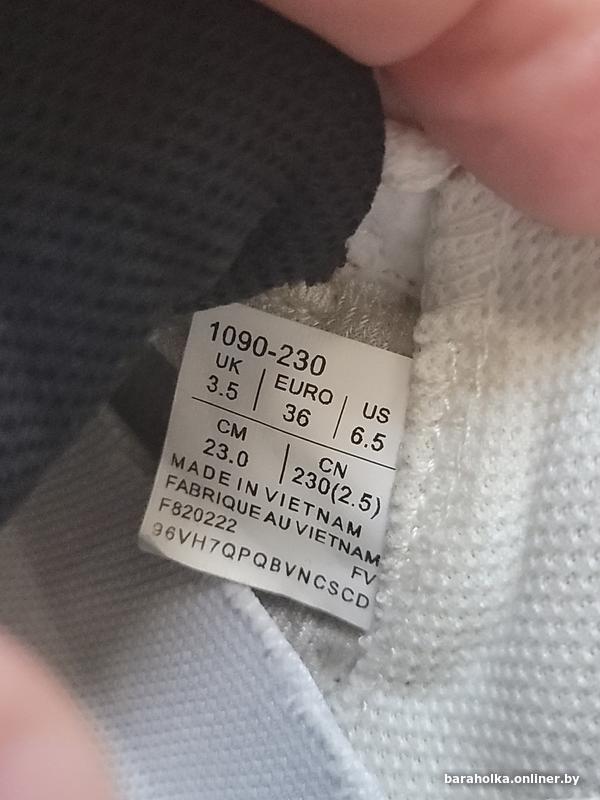 1090-230
UK EURO US
3.5 36 6.5
CM CN
23.0 230(2.5)
MADE IN VIETNAM
FABRIQUE AU VIETNAM
F820222 FV
96VH7QPQBVNCSCD
baraholka.onliner.by